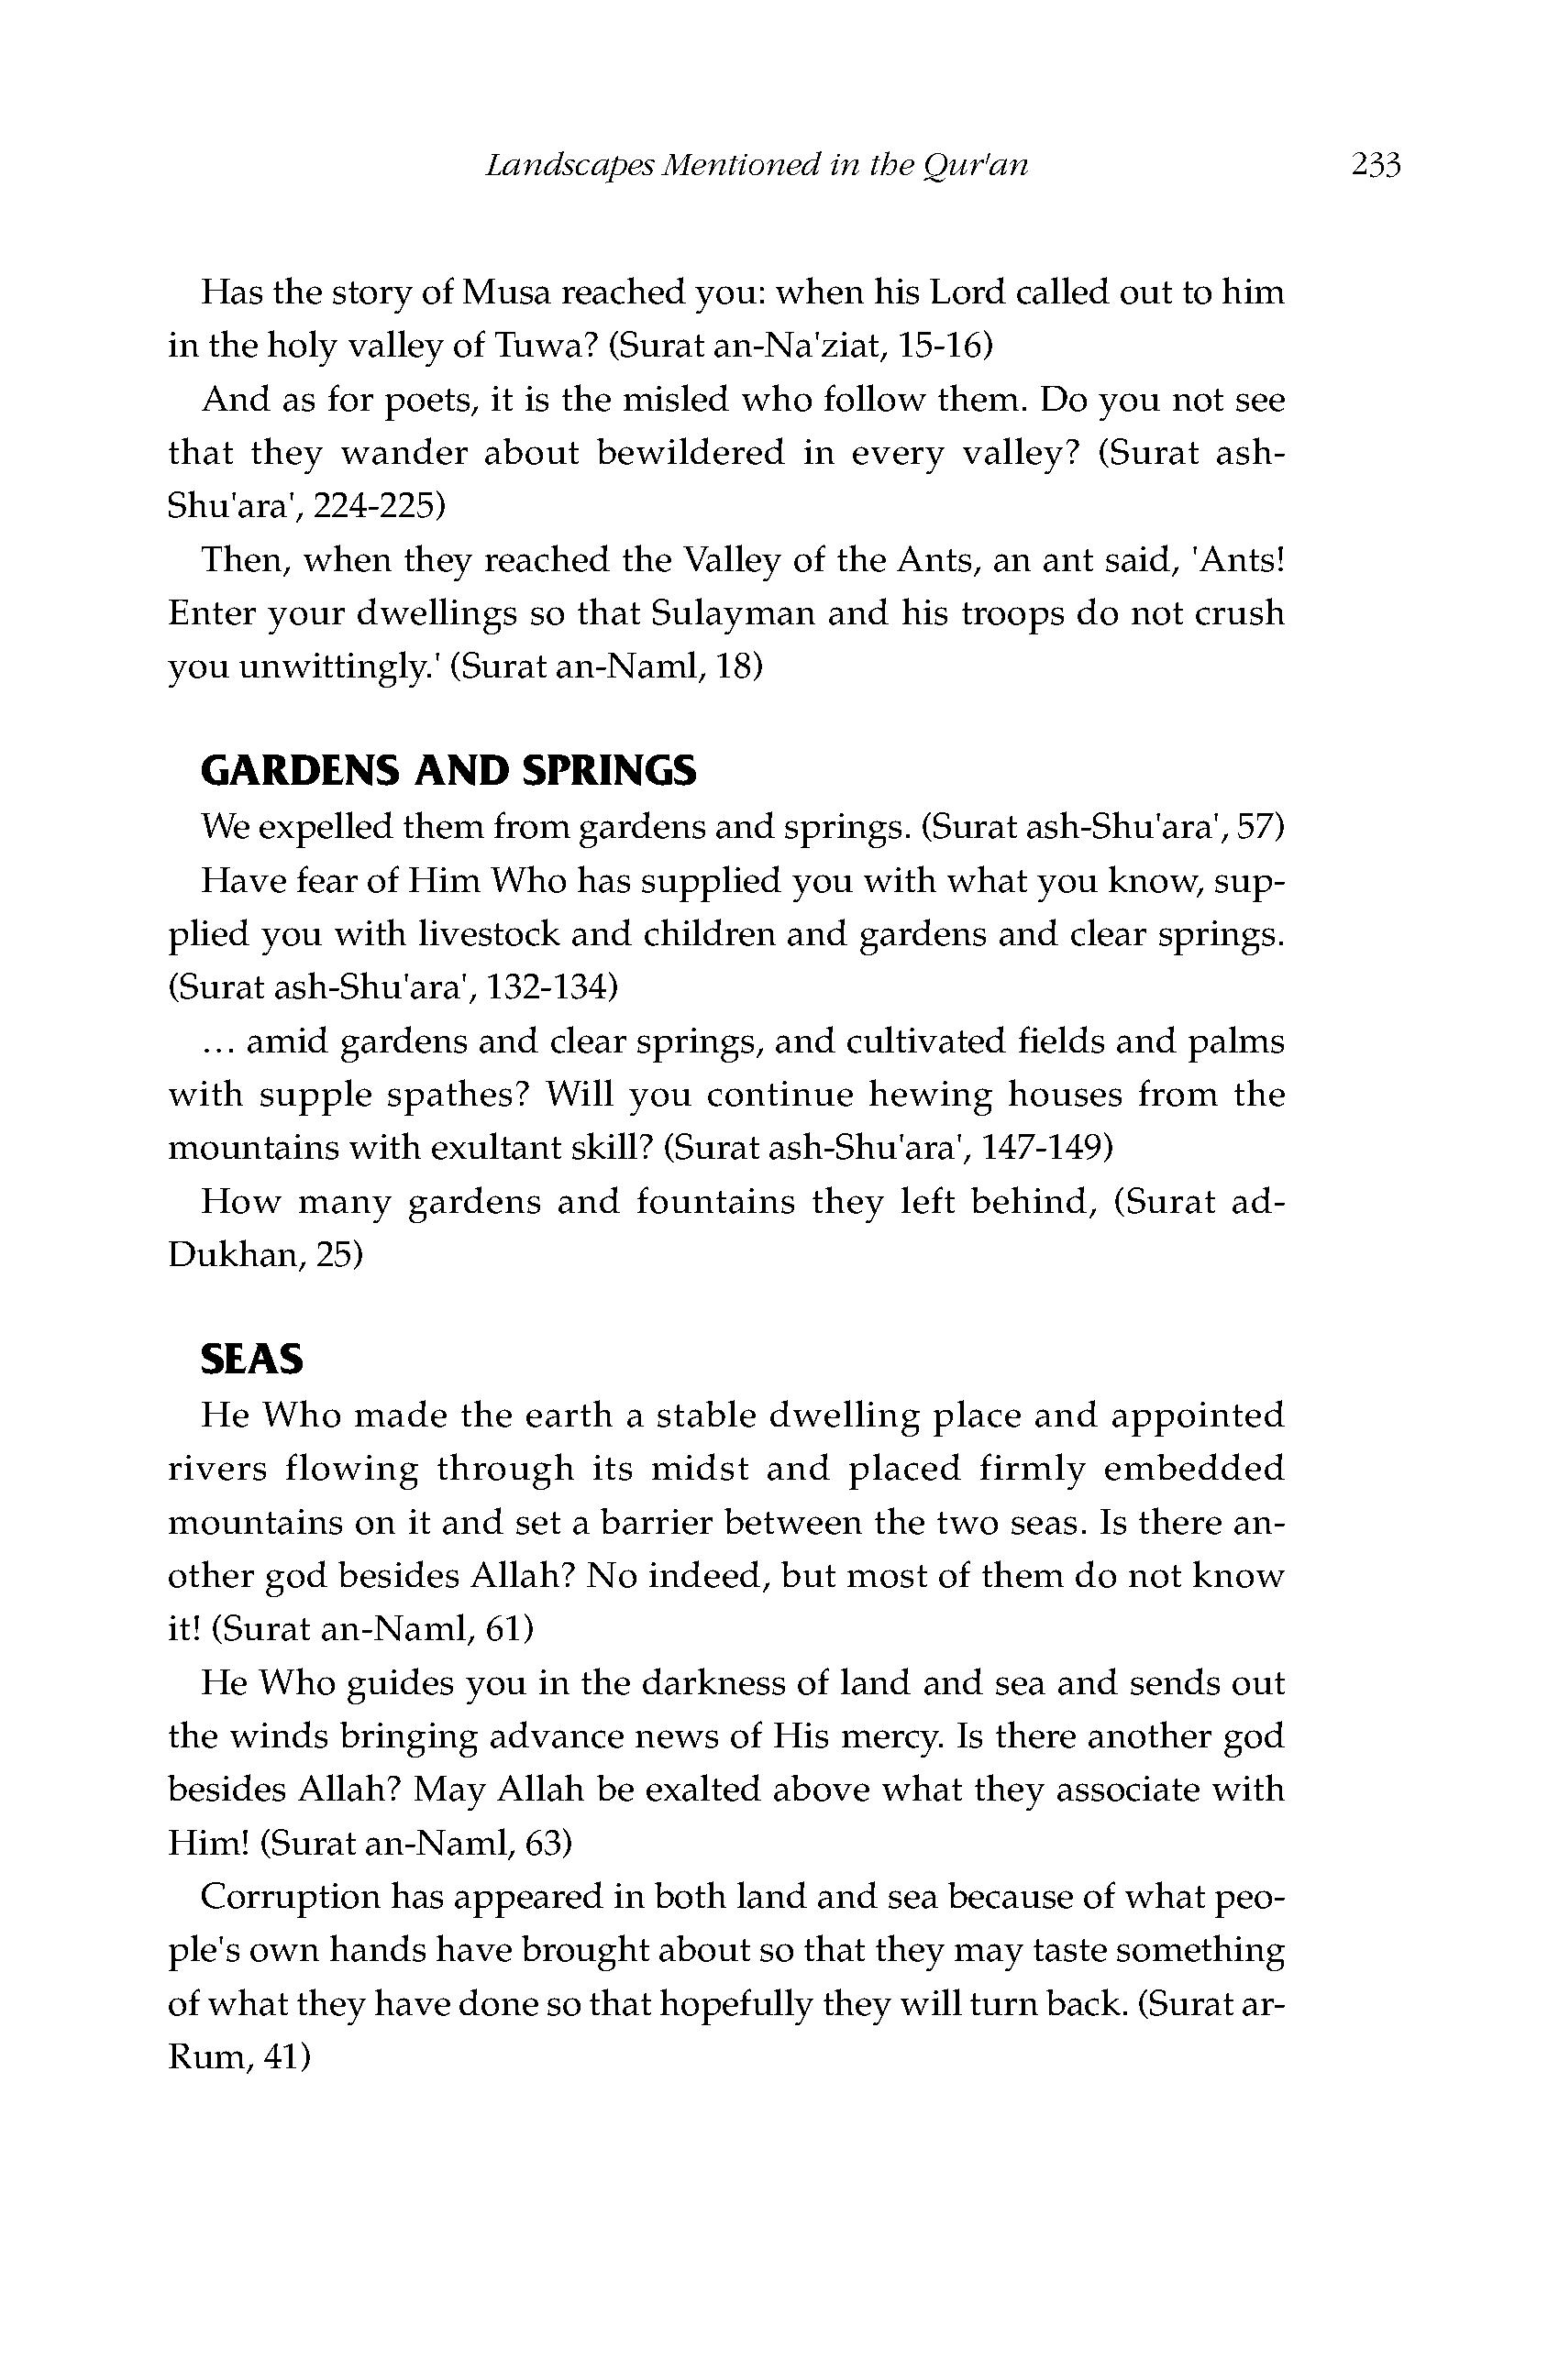 Landscapes Mentioned in the Qur'an 233
Has the story of Musa reached you: when his Lord called out to him
in the holy valley of Tuwa? (Surat an-Na'ziat, 15-16)
And as for poets, it is the misled who follow them. Do you not see
that they wander about bewildered in every valley? (Surat ash-
Shu'ara', 224-225)
Then, when they reached the Valley of the Ants, an ant said, 'Ants!
Enter your dwellings so that Sulayman and his troops do not crush
you unwittingly.' (Surat an-Naml, 18)
GARDENS AND SPRINGS
We expelled them from gardens and springs. (Surat ash-Shu'ara', 57)
Have fear of Him Who has supplied you with what you know, sup-
plied you with livestock and children and gardens and clear springs.
(Surat ash-Shu'ara', 132-134)
… amid gardens and clear springs, and cultivated fields and palms
with supple spathes? Will you continue hewing houses from the
mountains with exultant skill? (Surat ash-Shu'ara', 147-149)
How many gardens and fountains they left behind, (Surat ad-
Dukhan, 25)
SEAS
He Who made the earth a stable dwelling place and appointed
rivers flowing through its midst and placed firmly embedded
mountains on it and set a barrier between the two seas. Is there an-
other god besides Allah? No indeed, but most of them do not know
it! (Surat an-Naml, 61)
He Who guides you in the darkness of land and sea and sends out
the winds bringing advance news of His mercy. Is there another god
besides Allah? May Allah be exalted above what they associate with
Him! (Surat an-Naml, 63)
Corruption has appeared in both land and sea because of what peo-
ple's own hands have brought about so that they may taste something
of what they have done so that hopefully they will turn back. (Surat ar-
Rum, 41)